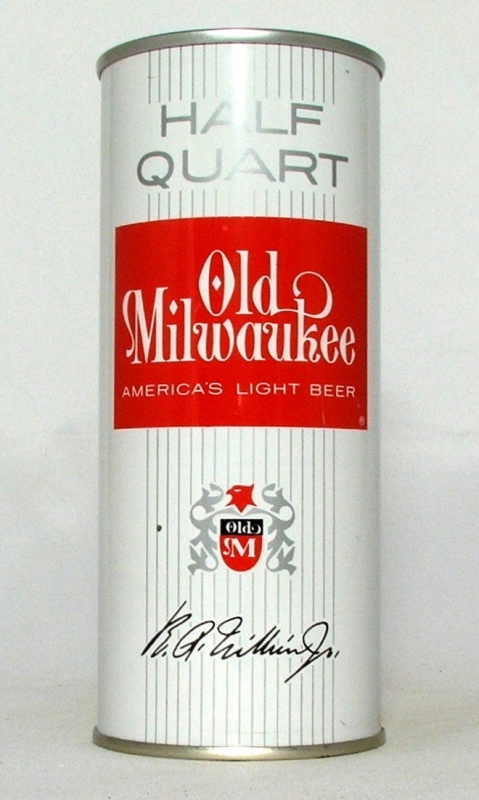 HALF
QUART
Old
Milwaukee
AMERICA'S LIGHT BEER
Old
M